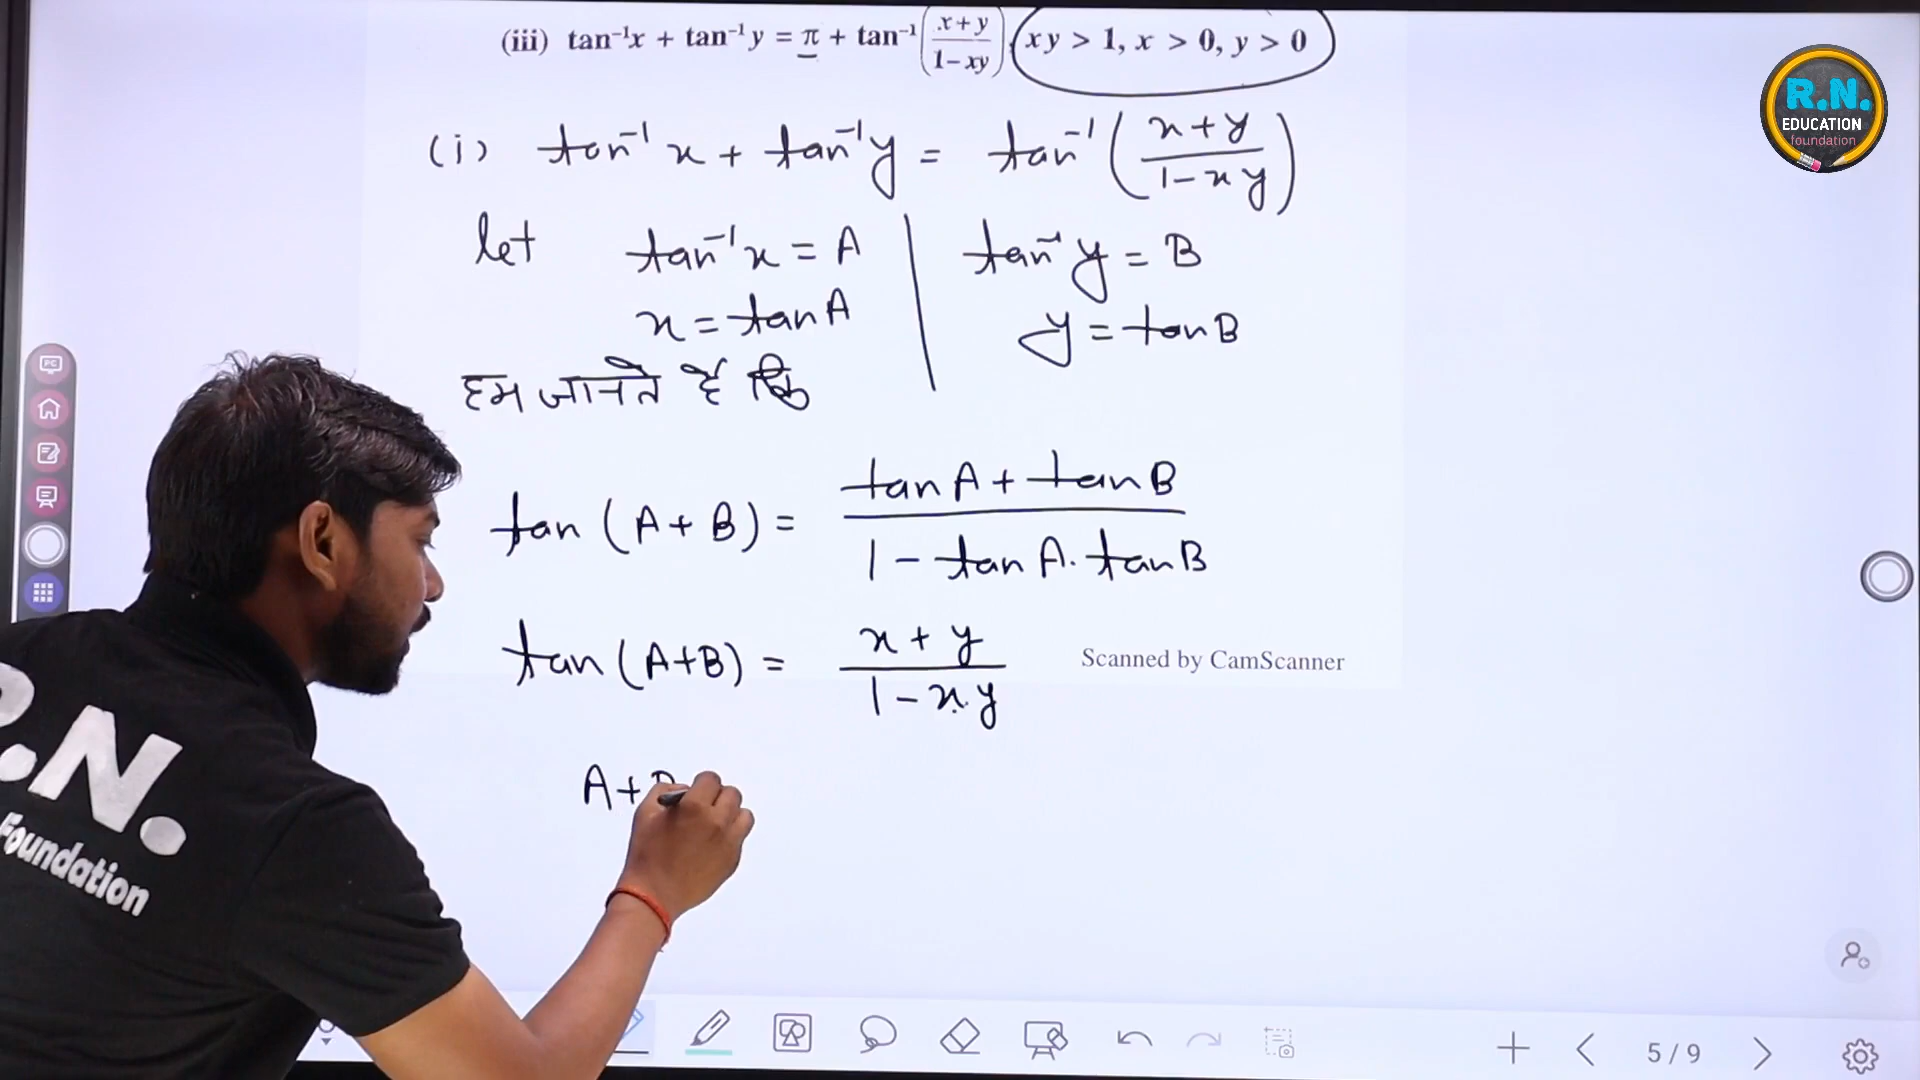 (iii) tan⁻¹x + tan⁻¹y = π + tan⁻¹(x+y / 1−xy) xy > 1, x > 0, y > 0
R.N.
EDUCATION
foundation
(i) tan⁻¹x + tan⁻¹y = tan⁻¹(x+y / 1−xy)
let tan⁻¹x = A | tan⁻¹y = B
x = tanA | y = tanB
हम जानते हैं कि
tan (A+B) = tanA + tanB / 1 − tanA.tanB
tan (A+B) = x + y / 1 − x.y
Scanned by CamScanner
A+B
R.N.
Foundation
PC
5 / 9